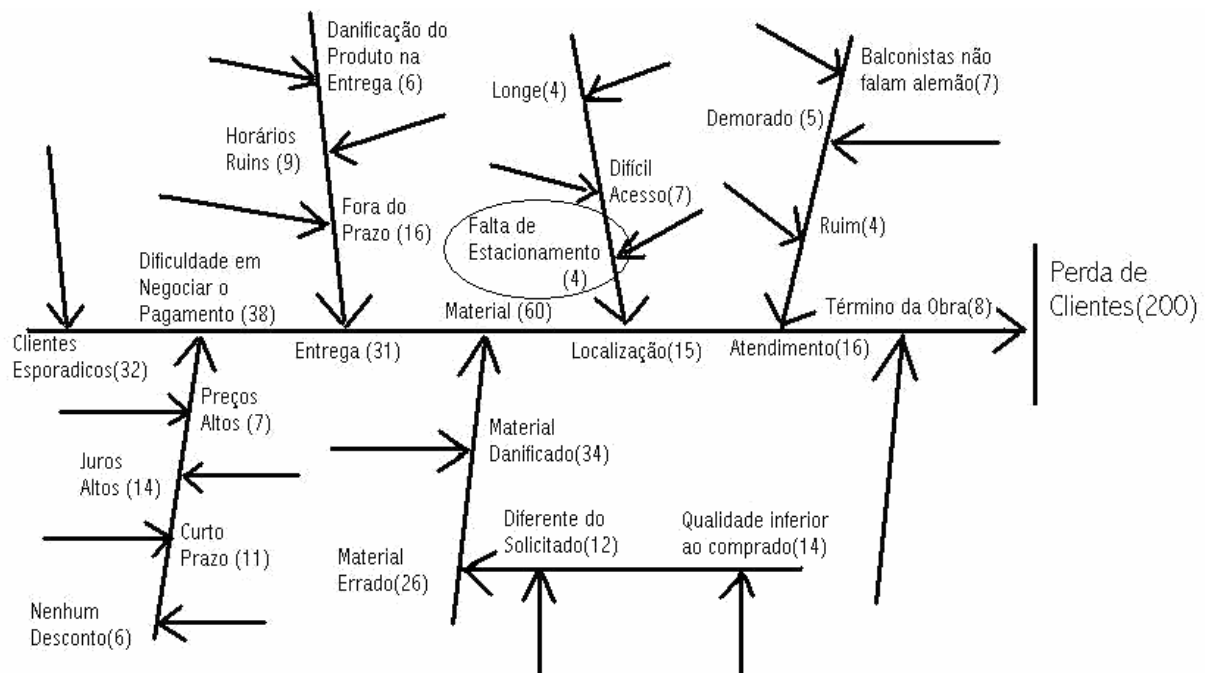 Danificação do
Produto na
Entrega (6)
Horários
Ruins (9)
Fora do
Prazo (16)
Longe(4)
Difícil
Acesso(7)
Falta de
Estacionamento
(4)
Balconistas não
falam alemão(7)
Demorado (5)
Ruim(4)
Dificuldade em
Negociar o
Pagamento (38)
Material (60)
Término da Obra(8)
Perda de
Clientes(200)
Clientes
Esporadicos(32)
Entrega (31)
Localização(15)
Atendimento(16)
Preços
Altos (7)
Juros
Altos (14)
Curto
Prazo (11)
Nenhum
Desconto(6)
Material
Danificado(34)
Material
Errado(26)
Diferente do
Solicitado(12)
Qualidade inferior
ao comprado(14)